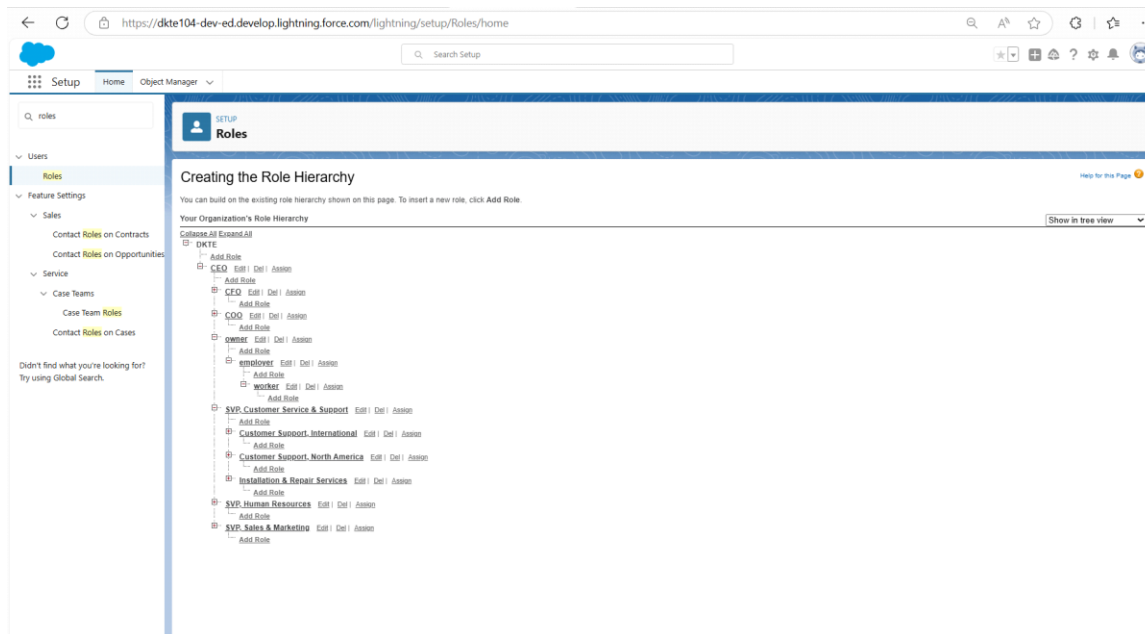 https://dkte104-dev-ed.develop.lightning.force.com/lightning/setup/Roles/home
Search Setup
Setup Home Object Manager
roles
Users
Roles
Feature Settings
Sales
Contact Roles on Contracts
Contact Roles on Opportunities
Service
Case Teams
Case Team Roles
Contact Roles on Cases
Didn't find what you're looking for?
Try using Global Search.
SETUP
Roles
Creating the Role Hierarchy
Help for this Page
You can build on the existing role hierarchy shown on this page. To insert a new role, click Add Role.
Your Organization's Role Hierarchy
Show in tree view
Collapse All Expand All
DKTE
Add Role
CEO Edit | Del | Assign
Add Role
CFO Edit | Del | Assign
Add Role
COO Edit | Del | Assign
Add Role
owner Edit | Del | Assign
Add Role
employer Edit | Del | Assign
Add Role
worker Edit | Del | Assign
Add Role
SVP, Customer Service & Support Edit | Del | Assign
Add Role
Customer Support, International Edit | Del | Assign
Add Role
Customer Support, North America Edit | Del | Assign
Add Role
Installation & Repair Services Edit | Del | Assign
Add Role
SVP, Human Resources Edit | Del | Assign
Add Role
SVP, Sales & Marketing Edit | Del | Assign
Add Role